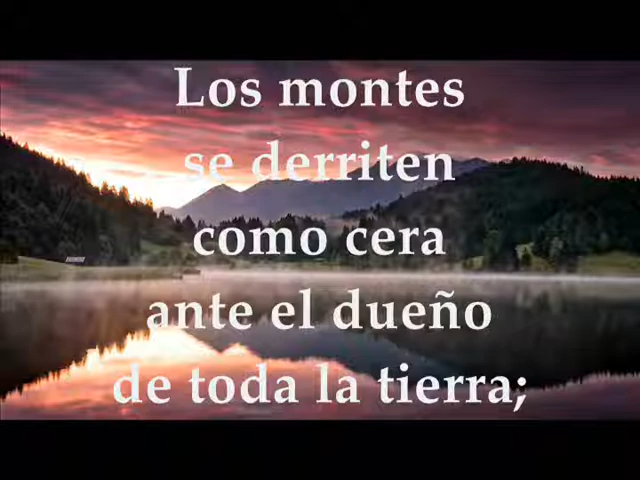 Los montes
se derriten
como cera
ante el dueño
de toda la tierra;